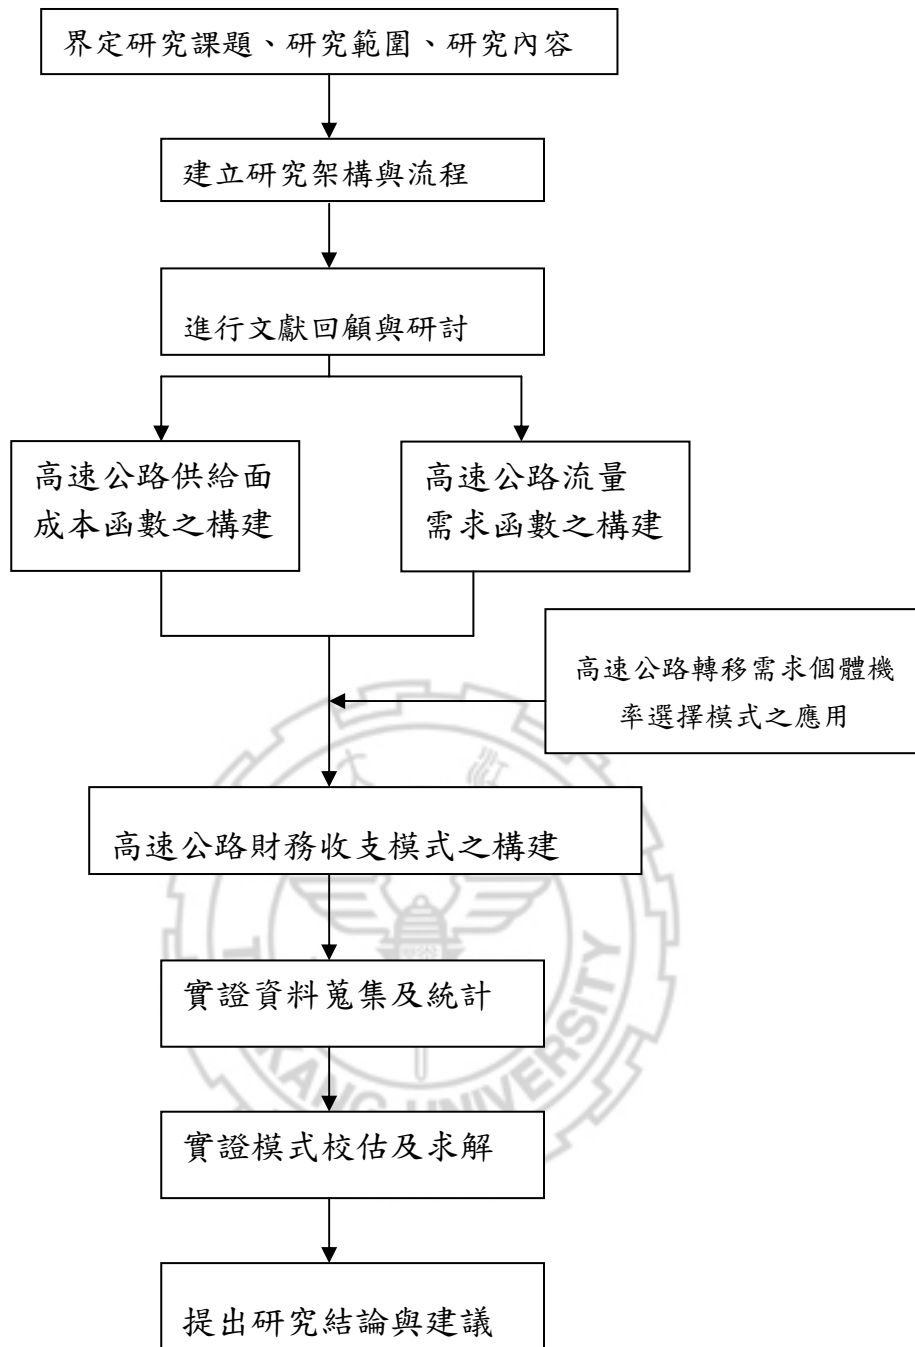 界定研究課題、研究範圍、研究內容
建立研究架構與流程
進行文獻回顧與研討
高速公路供給面
成本函數之構建
高速公路流量
需求函數之構建
高速公路轉移需求個體機
率選擇模式之應用
大
江
高速公路財務收支模式之構建
實證資料蒐集及統計
實證模式校估及求解
KANG UNIVERSITY
提出研究結論與建議